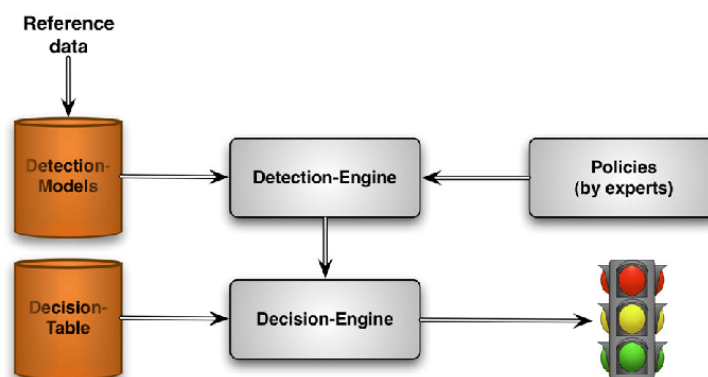 Reference
data
Detection-
Models
Detection-Engine
Policies
(by experts)
Decision-
Table
Decision-Engine